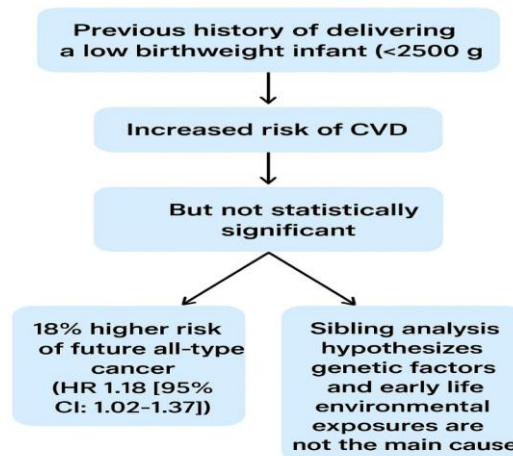 Previous history of delivering
a low birthweight infant (<2500 g
Increased risk of CVD
But not statistically
significant
18% higher risk
of future all-type
cancer
(HR 1.18 [95%
CI: 1.02–1.37])
Sibling analysis
hypothesizes
genetic factors
and early life
environmental
exposures are
not the main cause